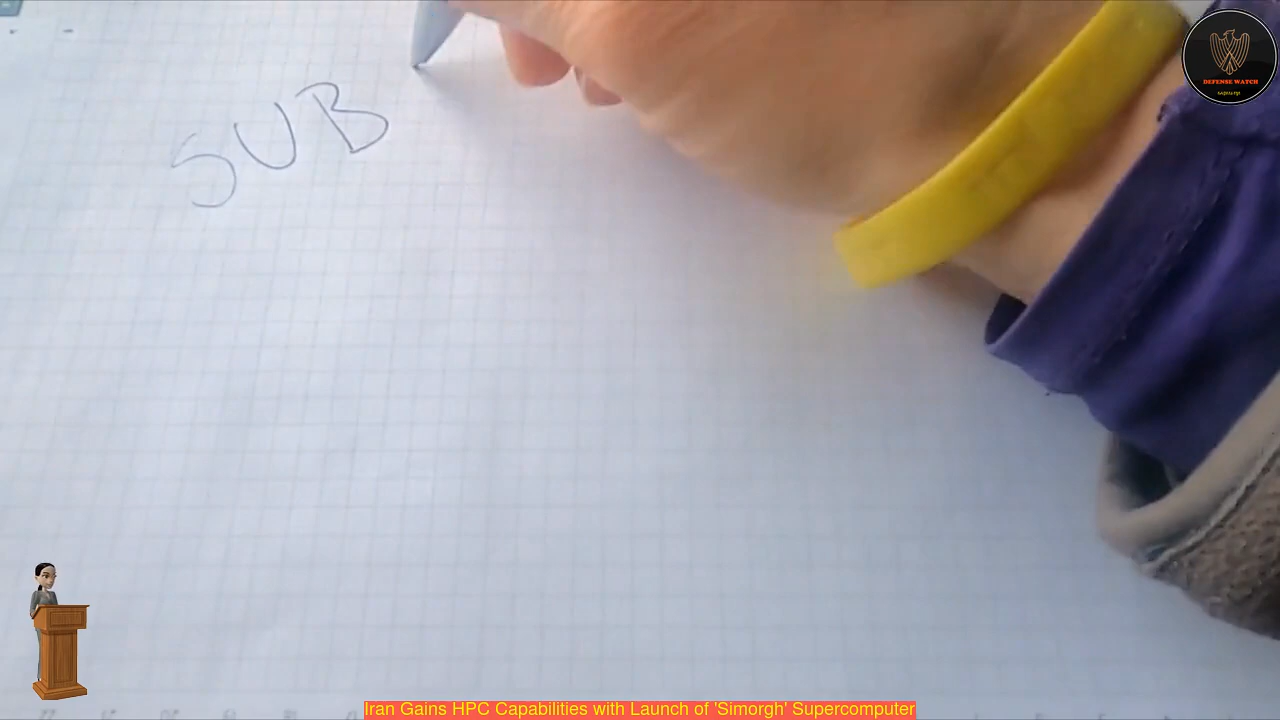 DEFENSE WATCH
SUB
Iran Gains HPC Capabilities with Launch of 'Simorgh' Supercomputer